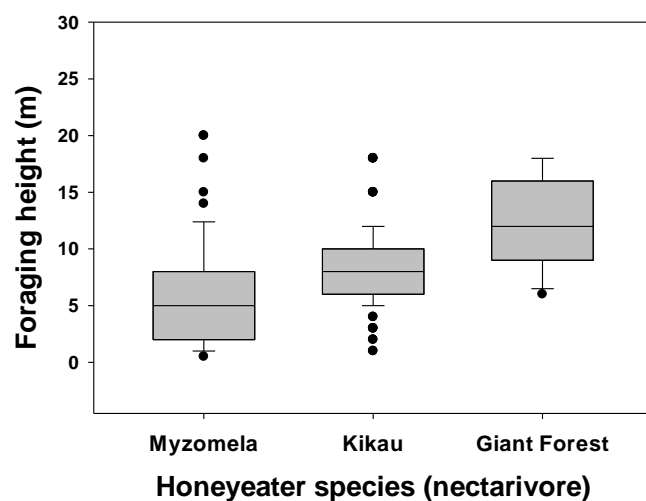 Foraging height (m)
30
25
20
15
10
5
0
Myzomela Kikau Giant Forest
Honeyeater species (nectarivore)